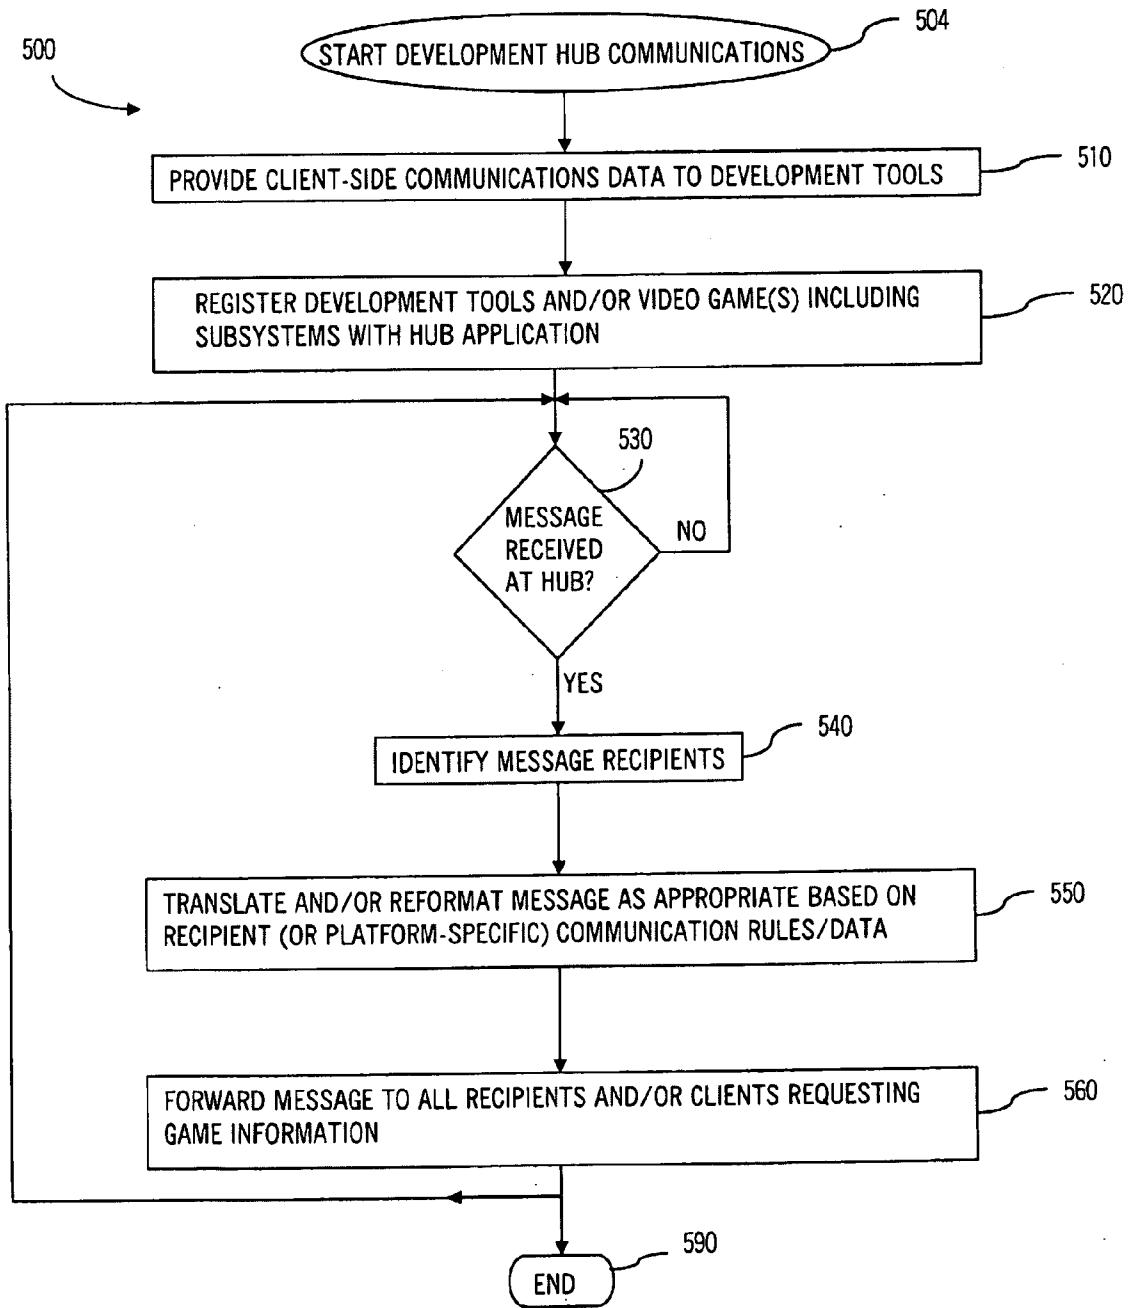 500
START DEVELOPMENT HUB COMMUNICATIONS
504
PROVIDE CLIENT-SIDE COMMUNICATIONS DATA TO DEVELOPMENT TOOLS
510
REGISTER DEVELOPMENT TOOLS AND/OR VIDEO GAME(S) INCLUDING
SUBSYSTEMS WITH HUB APPLICATION
520
530
MESSAGE
RECEIVED
AT HUB?
NO
YES
IDENTIFY MESSAGE RECIPIENTS
540
TRANSLATE AND/OR REFORMAT MESSAGE AS APPROPRIATE BASED ON
RECIPIENT (OR PLATFORM-SPECIFIC) COMMUNICATION RULES/DATA
550
FORWARD MESSAGE TO ALL RECIPIENTS AND/OR CLIENTS REQUESTING
GAME INFORMATION
560
END
590